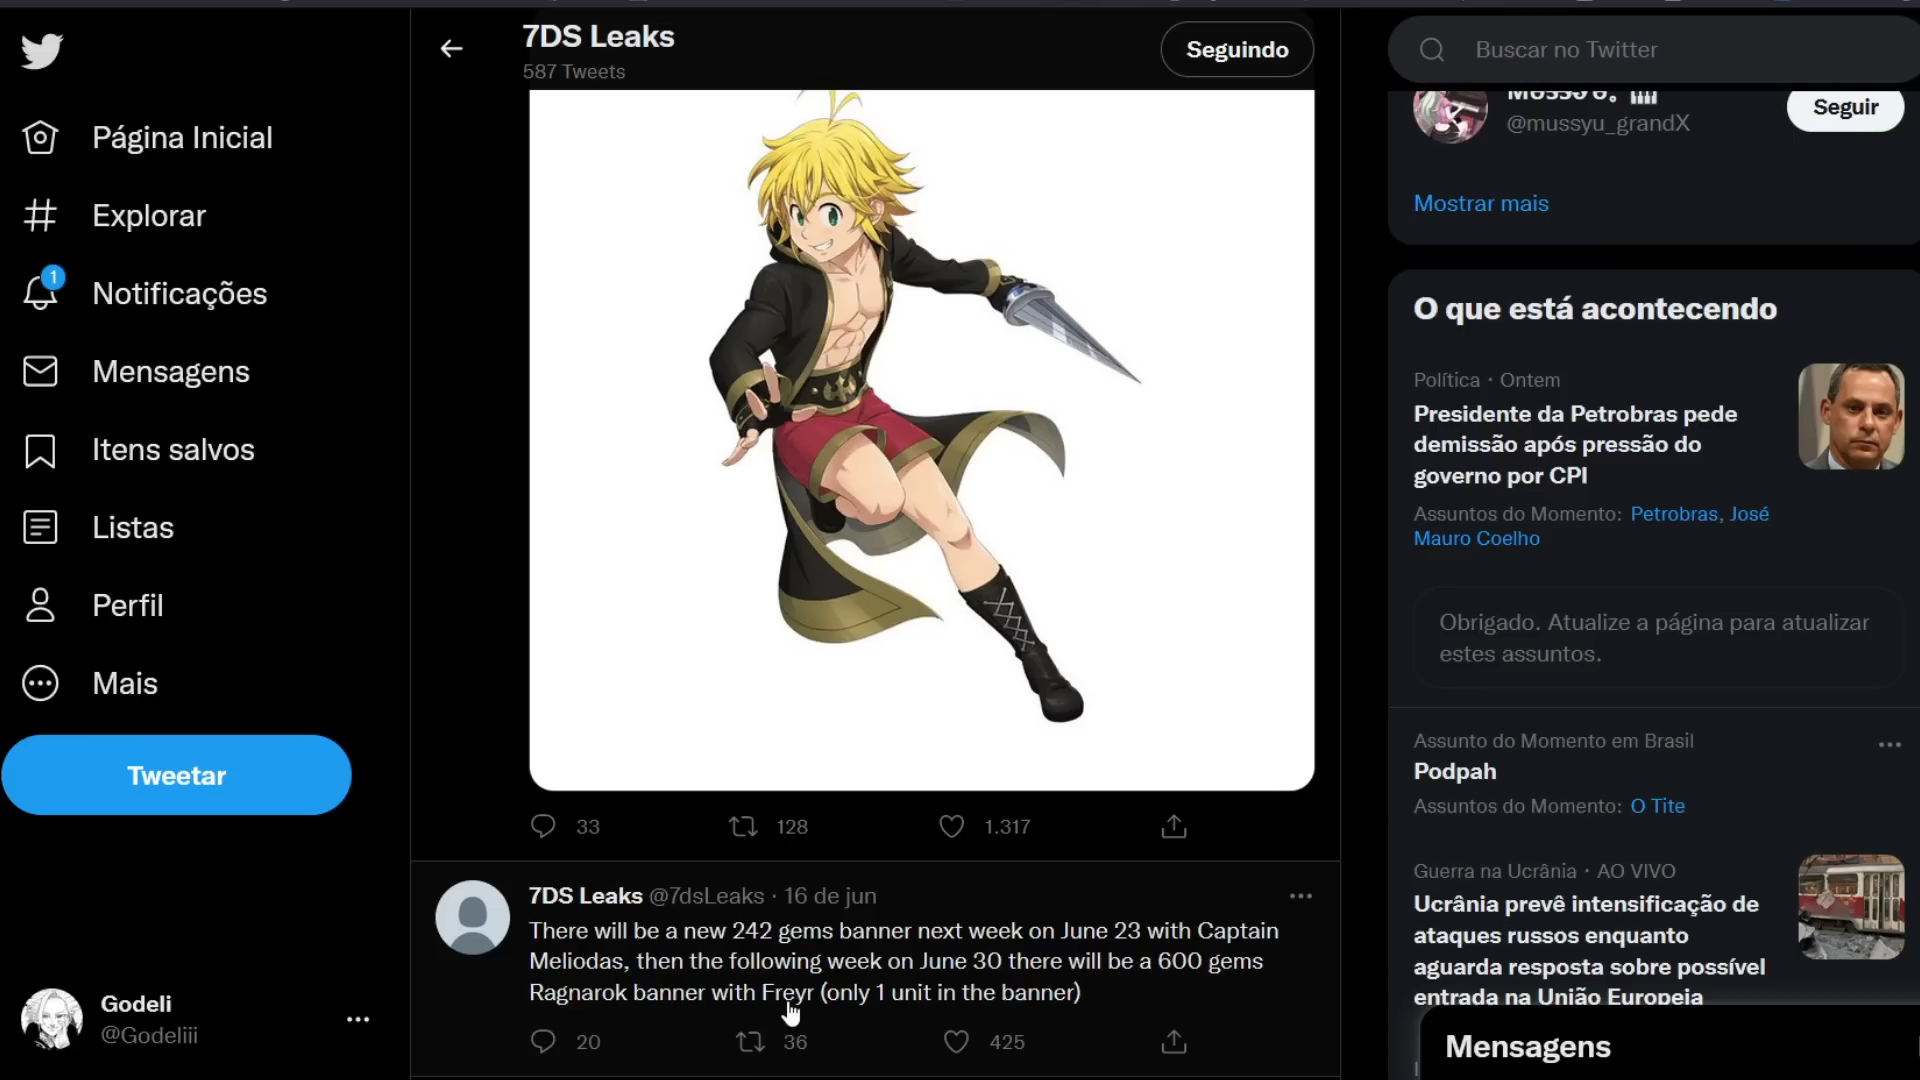 Página Inicial
Explorar
1
Notificações
Mensagens
Itens salvos
Listas
Perfil
Mais
Tweetar
Godeli
@Godeliii
7DS Leaks
587 Tweets
Seguindo
33
128
1.317
7DS Leaks @7dsLeaks · 16 de jun
There will be a new 242 gems banner next week on June 23 with Captain
Meliodas, then the following week on June 30 there will be a 600 gems
Ragnarok banner with Freyr (only 1 unit in the banner)
20
36
425
Buscar no Twitter
@mussyu_grandX
Seguir
Mostrar mais
O que está acontecendo
Política · Ontem
Presidente da Petrobras pede
demissão após pressão do
governo por CPI
Assuntos do Momento: Petrobras, José
Mauro Coelho
Obrigado. Atualize a página para atualizar
estes assuntos.
Assunto do Momento em Brasil
Podpah
Assuntos do Momento: O Tite
Guerra na Ucrânia · AO VIVO
Ucrânia prevê intensificação de
ataques russos enquanto
aguarda resposta sobre possível
entrada na União Europeia
Mensagens